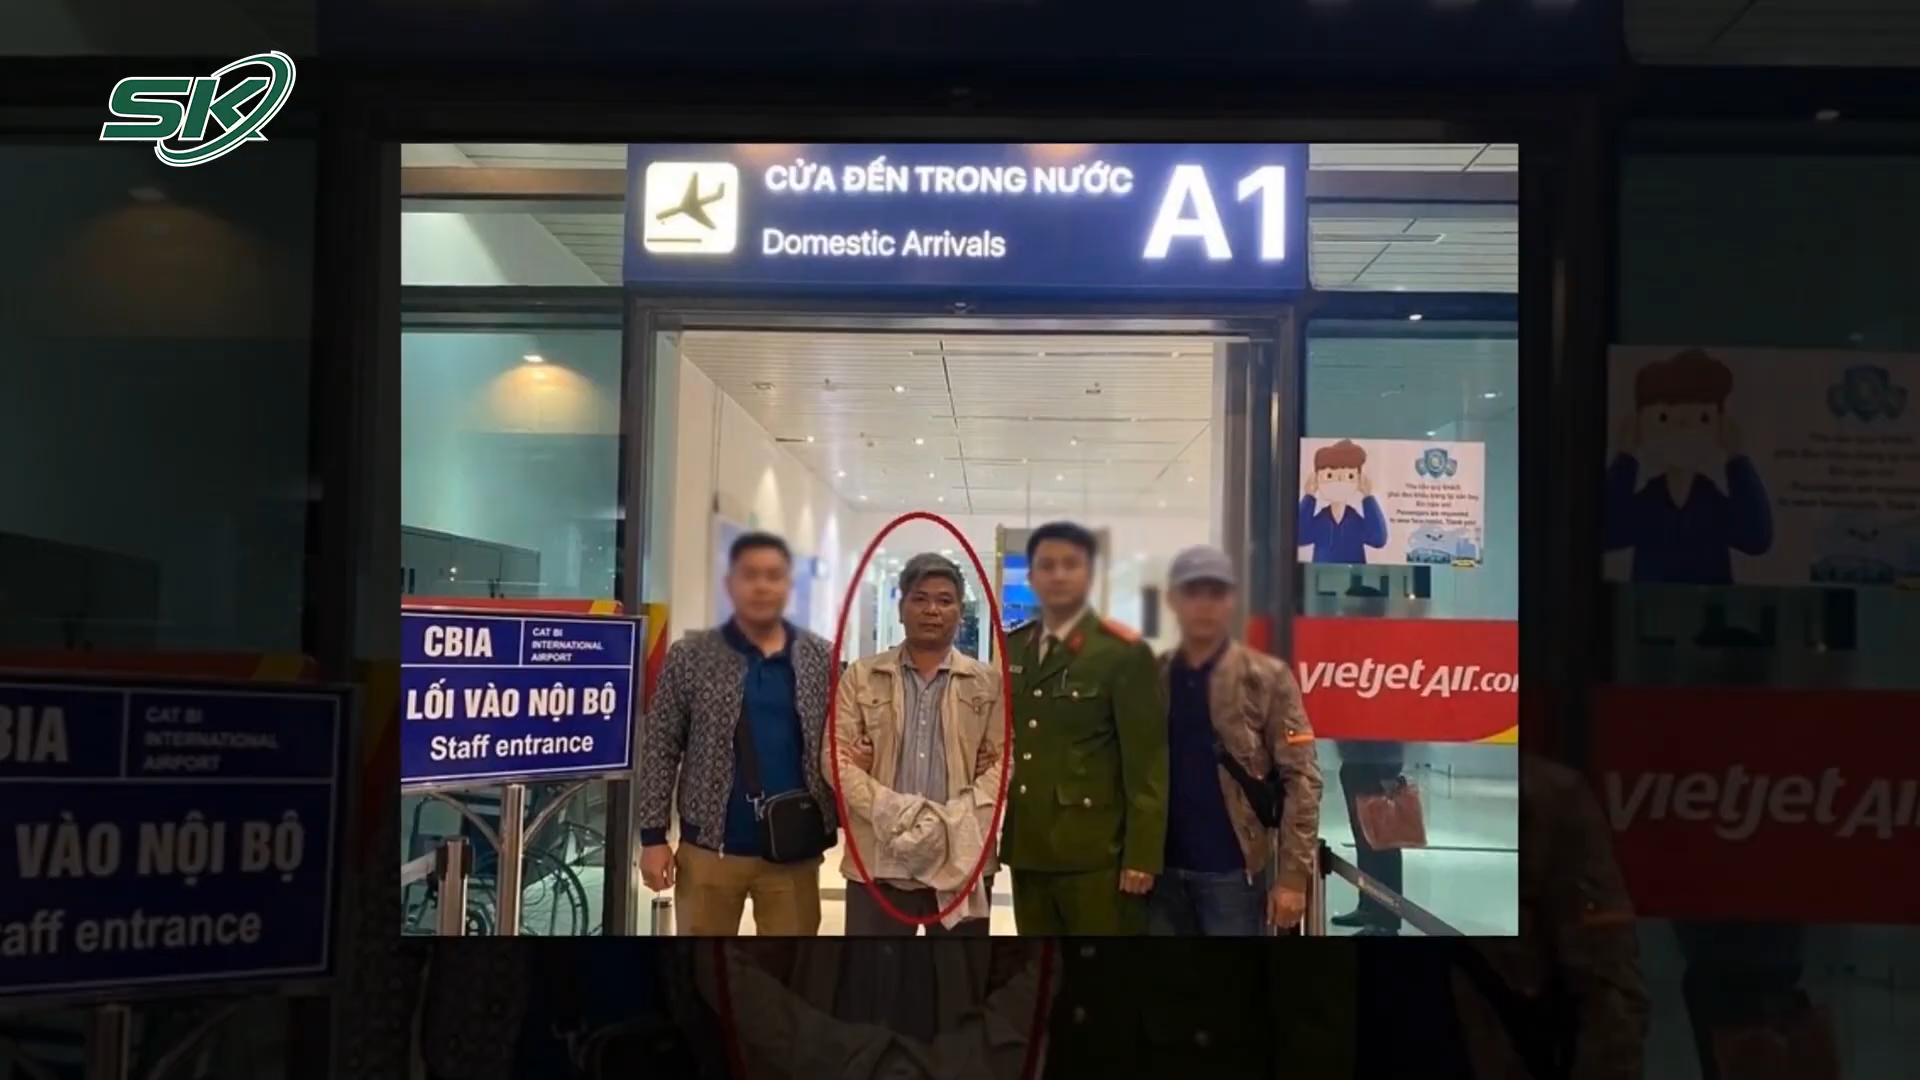 SK
CỬA ĐẾN TRONG NƯỚC
Domestic Arrivals
A1
CBIA
CAT BI
INTERNATIONAL
AIRPORT
LỐI VÀO NỘI BỘ
Staff entrance
vietjetAir.co
BIA
CAT BI
INTERNATIONAL
AIRPORT
VÀO NỘI BỘ
aff entrance
vietjetAi